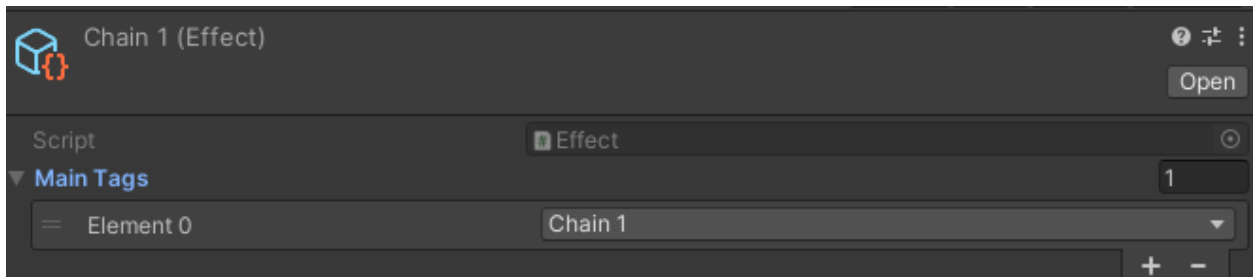 Chain 1 (Effect)
Open
Script Effect
Main Tags 1
Element 0 Chain 1
+ -